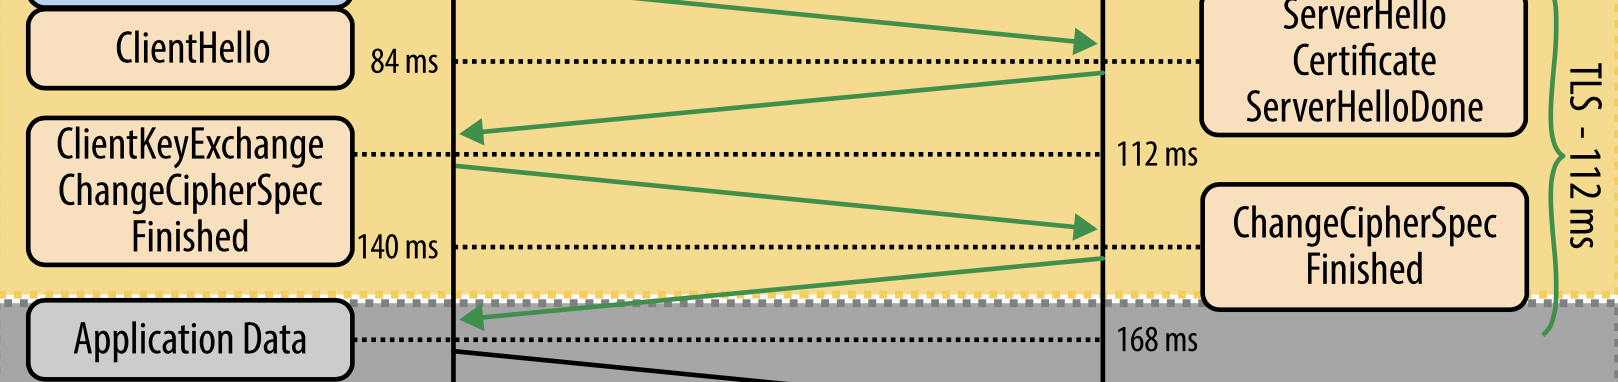 ClientHello
84 ms
ServerHello
Certificate
ServerHelloDone
ClientKeyExchange
ChangeCipherSpec
Finished
112 ms
140 ms
ChangeCipherSpec
Finished
TLS - 112 ms
Application Data
168 ms